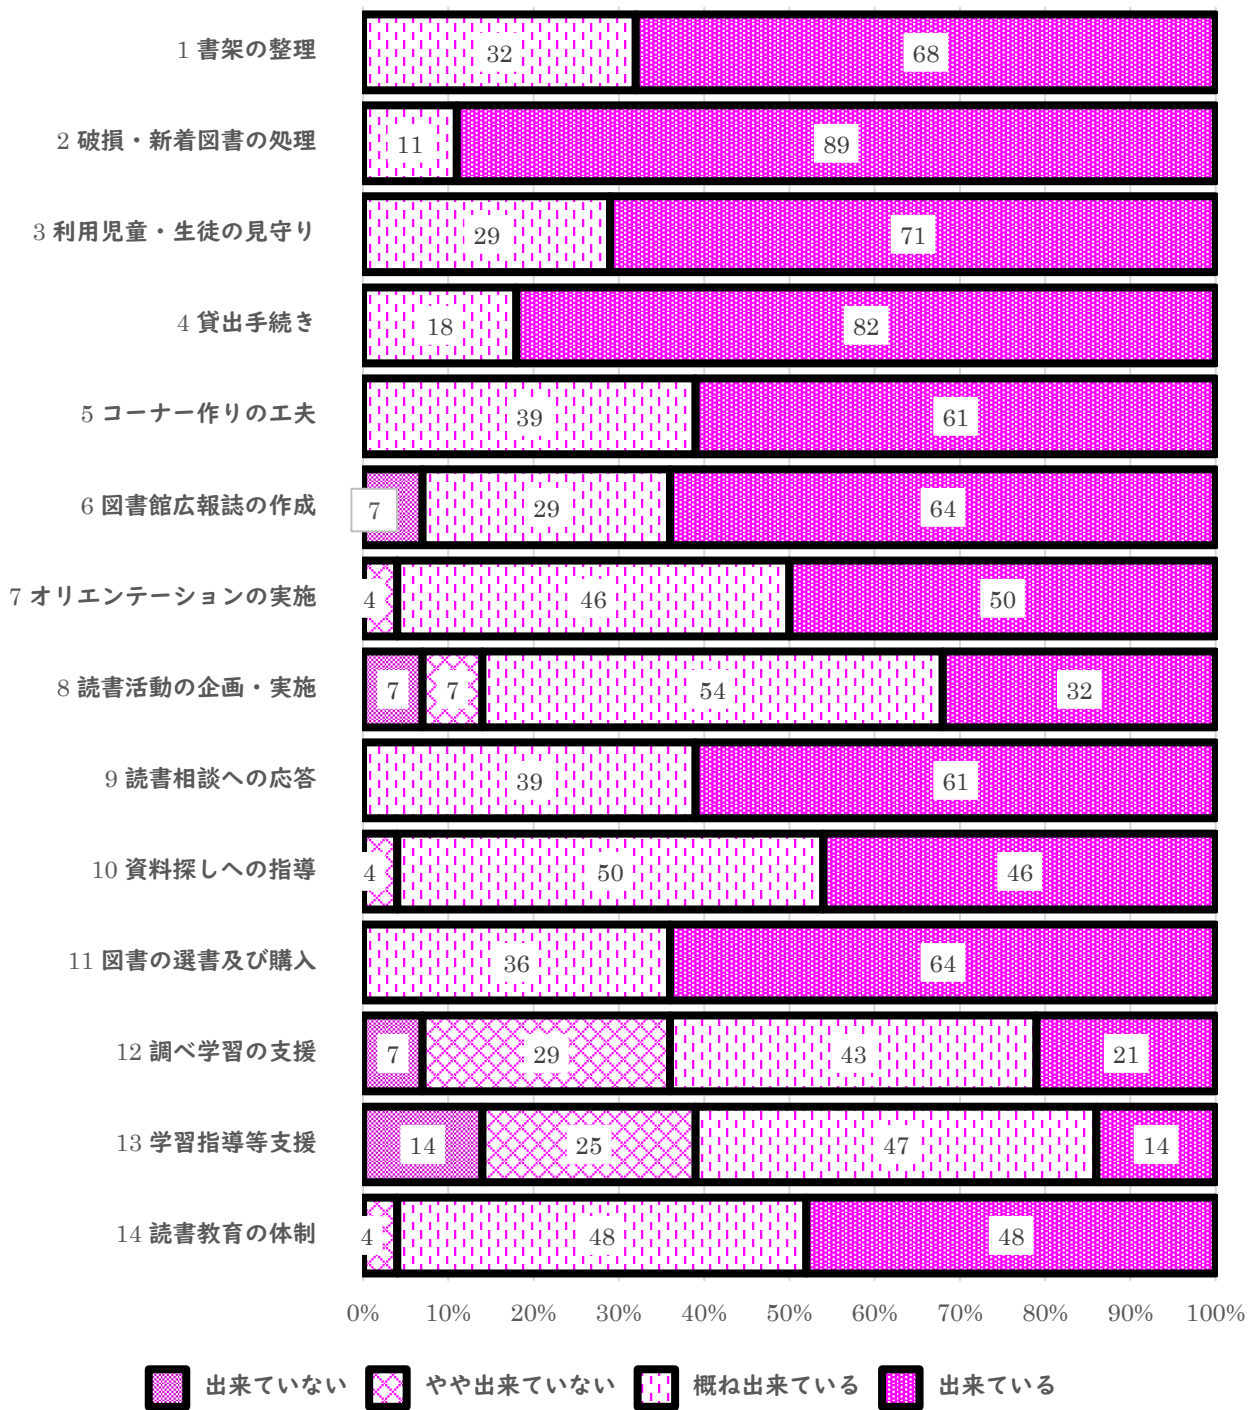 1 書架の整理
32
68
2 破損・新着図書の処理
11
89
3 利用児童・生徒の見守り
29
71
4 貸出手続き
18
82
5 コーナー作りの工夫
39
61
6 図書館広報誌の作成
7
29
64
7 オリエンテーションの実施
4
46
50
8 読書活動の企画・実施
7
7
54
32
9 読書相談への応答
39
61
10 資料探しへの指導
4
50
46
11 図書の選書及び購入
36
64
12 調べ学習の支援
7
29
43
21
13 学習指導等支援
14
25
47
14
14 読書教育の体制
4
48
48
0% 10% 20% 30% 40% 50% 60% 70% 80% 90% 100%
出来ていない やや出来ていない 概ね出来ている 出来ている